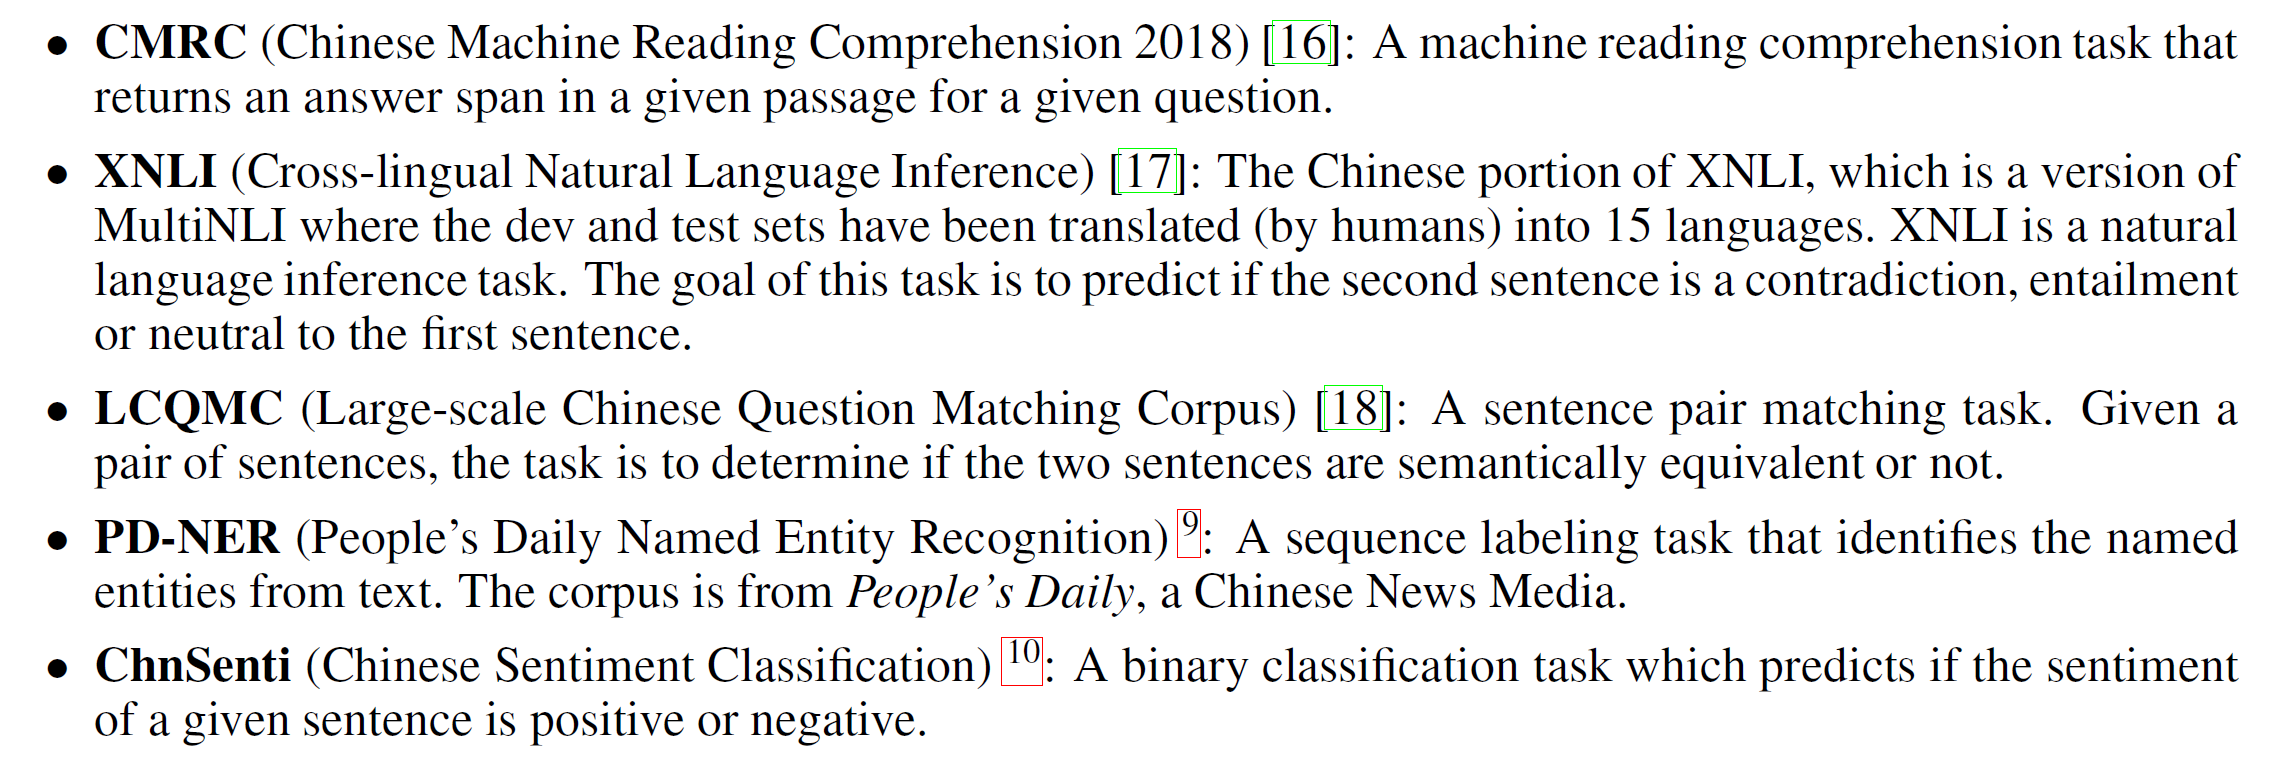 • CMRC (Chinese Machine Reading Comprehension 2018) [16]: A machine reading comprehension task that
returns an answer span in a given passage for a given question.
• XNLI (Cross-lingual Natural Language Inference) [17]: The Chinese portion of XNLI, which is a version of
MultiNLI where the dev and test sets have been translated (by humans) into 15 languages. XNLI is a natural
language inference task. The goal of this task is to predict if the second sentence is a contradiction, entailment
or neutral to the first sentence.
• LCQMC (Large-scale Chinese Question Matching Corpus) [18]: A sentence pair matching task. Given a
pair of sentences, the task is to determine if the two sentences are semantically equivalent or not.
• PD-NER (People's Daily Named Entity Recognition) 9: A sequence labeling task that identifies the named
entities from text. The corpus is from People's Daily, a Chinese News Media.
• ChnSenti (Chinese Sentiment Classification) 10: A binary classification task which predicts if the sentiment
of a given sentence is positive or negative.